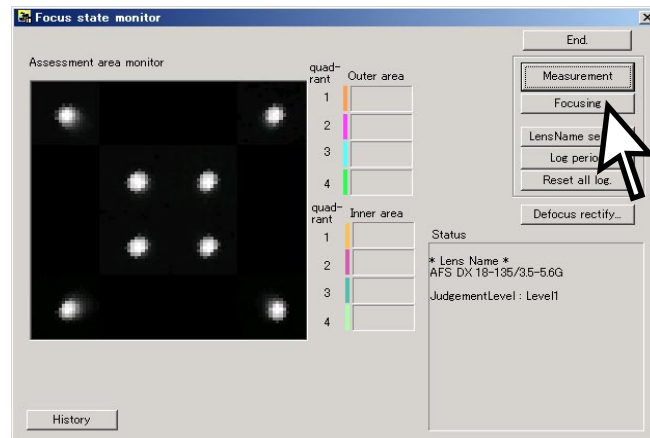 Focus state monitor
End.
Assessment area monitor
quad-
rant
Outer area
1
2
3
4
Measurement
Focusing
LensName se
Log perio
Reset all log.
Defocus rectify...
quad-
rant
Inner area
1
2
3
4
Status
* Lens Name *
AFS DX 18-135/3.5-5.6G
JudgementLevel : Level1
History